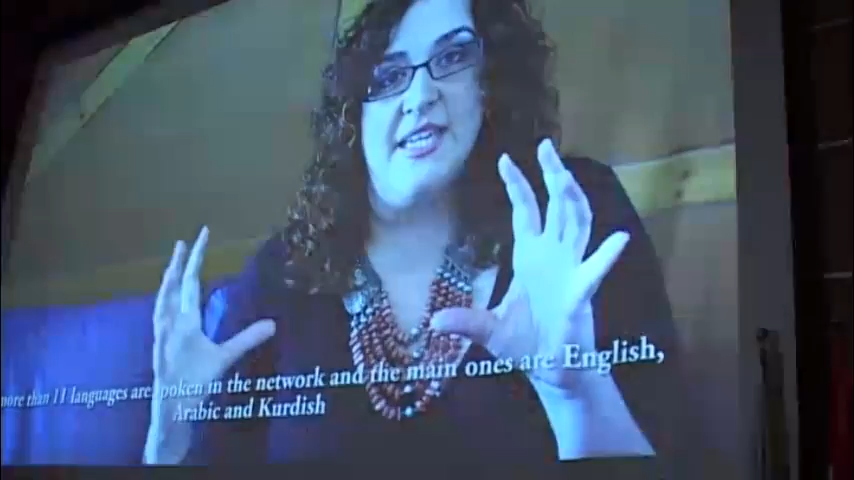 more than 11 languages are spoken in the network and the main ones are English,
Arabic and Kurdish